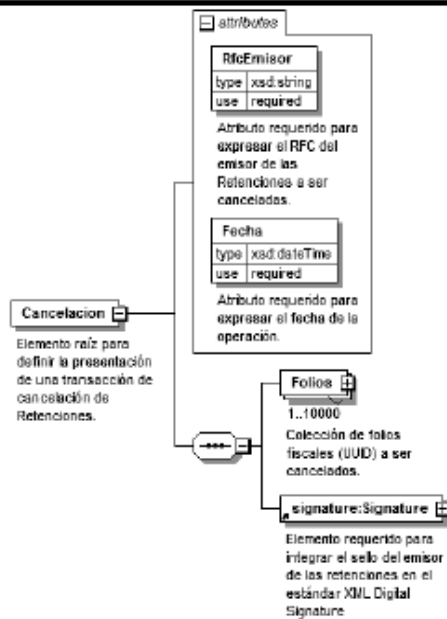 attributes
RfcEmisor
type xsd:string
use required
Atributo requerido para
expresar el RFC del
emisor de las
Retenciones a ser
canceladas.
Fecha
type xsd:dateTime
use required
Atributo requerido para
expresar el fecha de la
operación.
Cancelacion
Elemento raíz para
definir la presentación
de una transacción de
cancelación de
Retenciones.
Folios
1..10000
Colección de folios
fiscales (UUID) a ser
cancelados.
signature:Signature
Elemento requerido para
integrar el sello del emisor
de las retenciones en el
estándar XML Digital
Signature